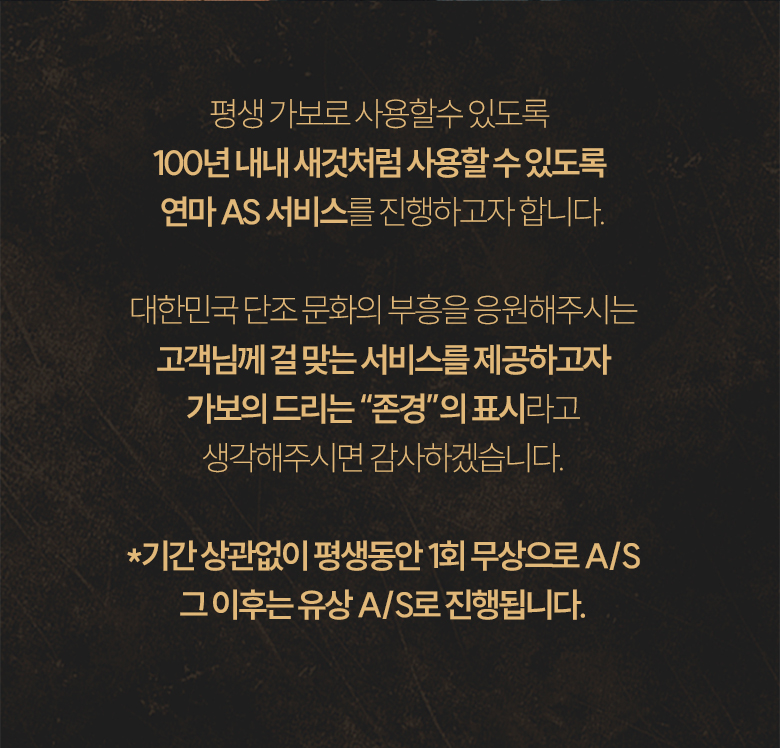 평생 가보로 사용할수 있도록
100년 내내 새것처럼 사용할 수 있도록
연마 AS 서비스를 진행하고자 합니다.
대한민국 단조 문화의 부흥을 응원해주시는
고객님께 걸 맞는 서비스를 제공하고자
가보의 드리는 “존경”의 표시라고
생각해주시면 감사하겠습니다.
*기간 상관없이 평생동안 1회 무상으로 A/S
그 이후는 유상 A/S로 진행됩니다.